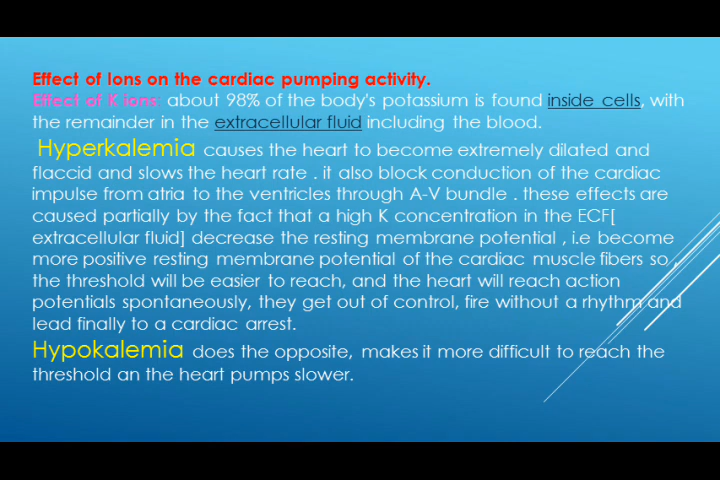 Effect of Ions on the cardiac pumping activity.
Effect of K ions: about 98% of the body's potassium is found inside cells, with
the remainder in the extracellular fluid including the blood.
Hyperkalemia causes the heart to become extremely dilated and
flaccid and slows the heart rate . it also block conduction of the cardiac
impulse from atria to the ventricles through A-V bundle . these effects are
caused partially by the fact that a high K concentration in the ECF[
extracellular fluid] decrease the resting membrane potential , i.e become
more positive resting membrane potential of the cardiac muscle fibers so ,
the threshold will be easier to reach, and the heart will reach action
potentials spontaneously, they get out of control, fire without a rhythm and
lead finally to a cardiac arrest.
Hypokalemia does the opposite, makes it more difficult to reach the
threshold an the heart pumps slower.